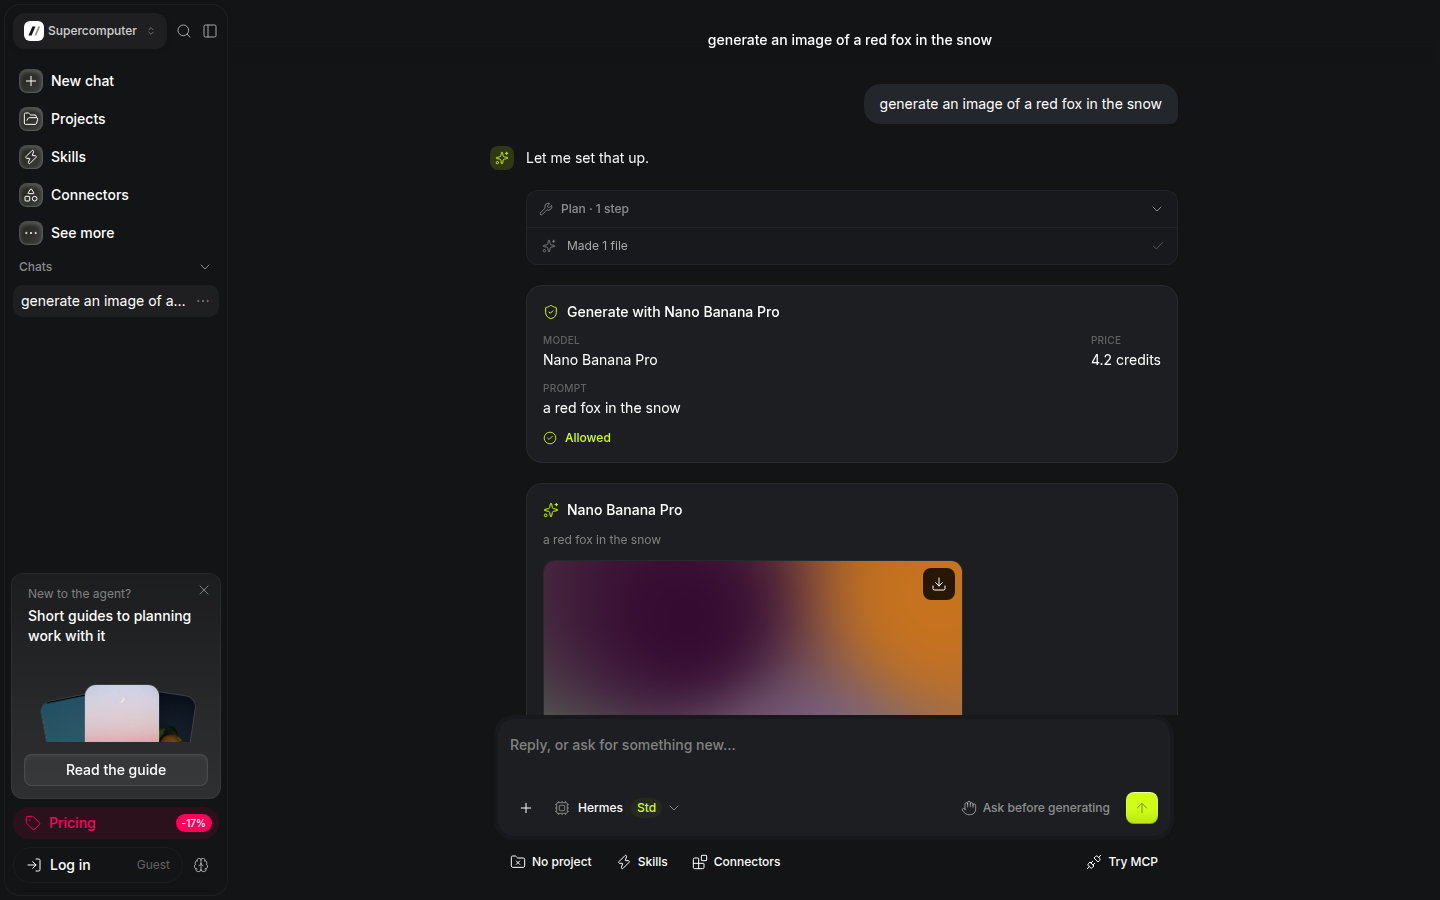 Supercomputer
New chat
Projects
Skills
Connectors
See more
Chats
generate an image of a...
New to the agent?
Short guides to planning
work with it
Read the guide
Pricing
-17%
Log in
Guest
generate an image of a red fox in the snow
generate an image of a red fox in the snow
Let me set that up.
Plan · 1 step
Made 1 file
Generate with Nano Banana Pro
MODEL
PRICE
Nano Banana Pro
4.2 credits
PROMPT
a red fox in the snow
Allowed
Nano Banana Pro
a red fox in the snow
Reply, or ask for something new...
Hermes Std
Ask before generating
No project
Skills
Connectors
Try MCP